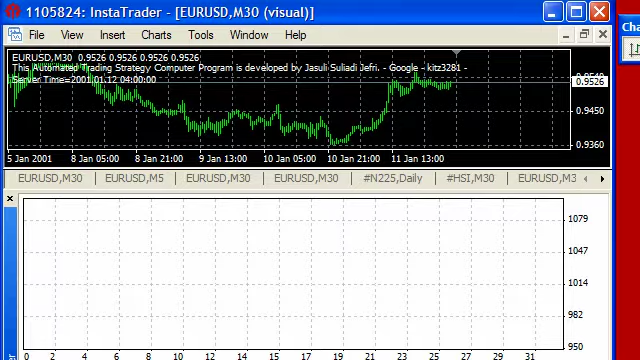 1105824: InstaTrader - [EURUSD,M30 (visual)]
File View Insert Charts Tools Window Help
EURUSD,M30 0.9526 0.9526 0.9526 0.9526
This Automated Trading Strategy Computer Program is developed by Jasuli Suliadi Jefri. - Google - kitz3281
Server Time=2001.01.12 04:00:00
0.9540
0.9526
0.9450
0.9360
5 Jan 2001 8 Jan 05:00 8 Jan 21:00 9 Jan 13:00 10 Jan 05:00 10 Jan 21:00 11 Jan 13:00
EURUSD,M30 EURUSD,M5 EURUSD,M30 EURUSD,M30 #N225,Daily #HSI,M30 EURUSD,M3
1079
1047
1014
982
950
0 2 4 6 8 10 12 14 15 17 19 21 23 25 27 29 31